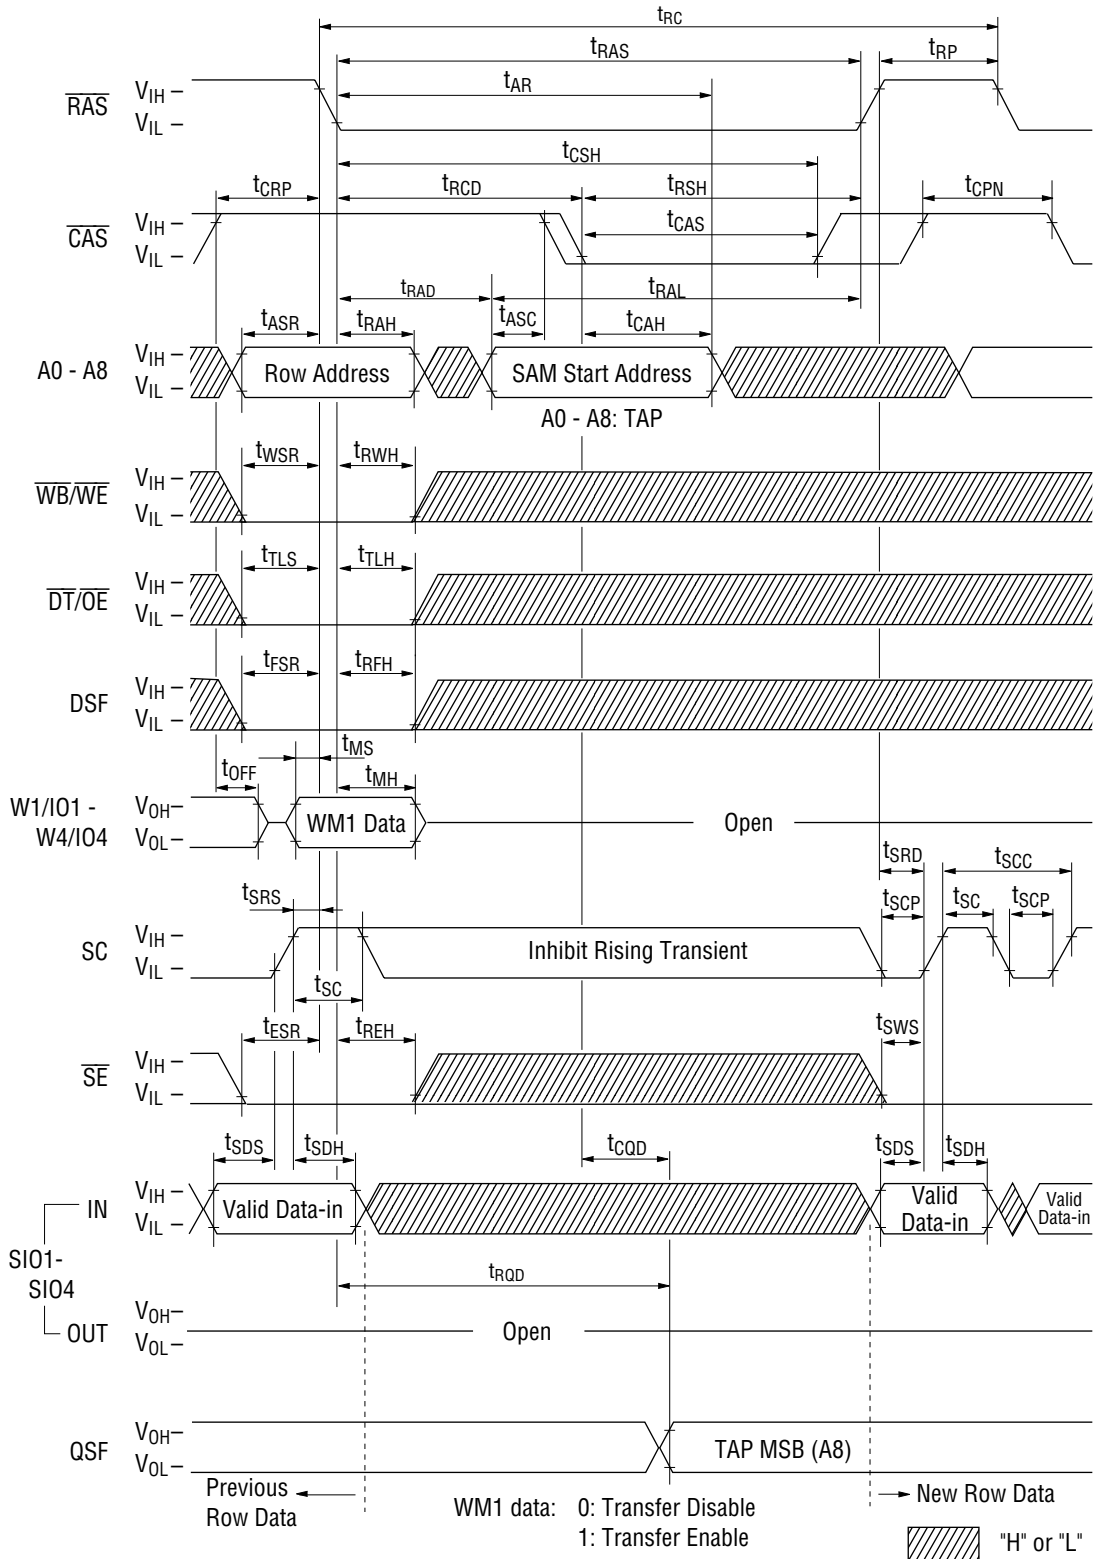 tRC
tRAS
tRP
tAR
RAS
VIH
VIL
tCSH
tCRP
tRCD
tRSH
tCPN
CAS
VIH
VIL
tCAS
tRAD
tRAL
tASR
tRAH
tASC
tCAH
A0 - A8
VIH
VIL
Row Address
SAM Start Address
A0 - A8: TAP
tWSR
tRWH
WB/WE
VIH
VIL
tTLS
tTLH
DT/OE
VIH
VIL
tFSR
tRFH
DSF
VIH
VIL
tMS
tOFF
tMH
W1/IO1 -
W4/IO4
VOH
VOL
WM1 Data
Open
tSRD
tSCC
tSRS
tSCP
tSC
tSCP
SC
VIH
VIL
Inhibit Rising Transient
tSC
tESR
tREH
tSWS
SE
VIH
VIL
tSDS
tSDH
tCQD
tSDS
tSDH
IN
VIH
VIL
Valid Data-in
Valid
Data-in
Valid
Data-in
SIO1-
SIO4
tRQD
OUT
VOH
VOL
Open
QSF
VOH
VOL
TAP MSB (A8)
Previous
Row Data
New Row Data
WM1 data: 0: Transfer Disable
1: Transfer Enable
"H" or "L"